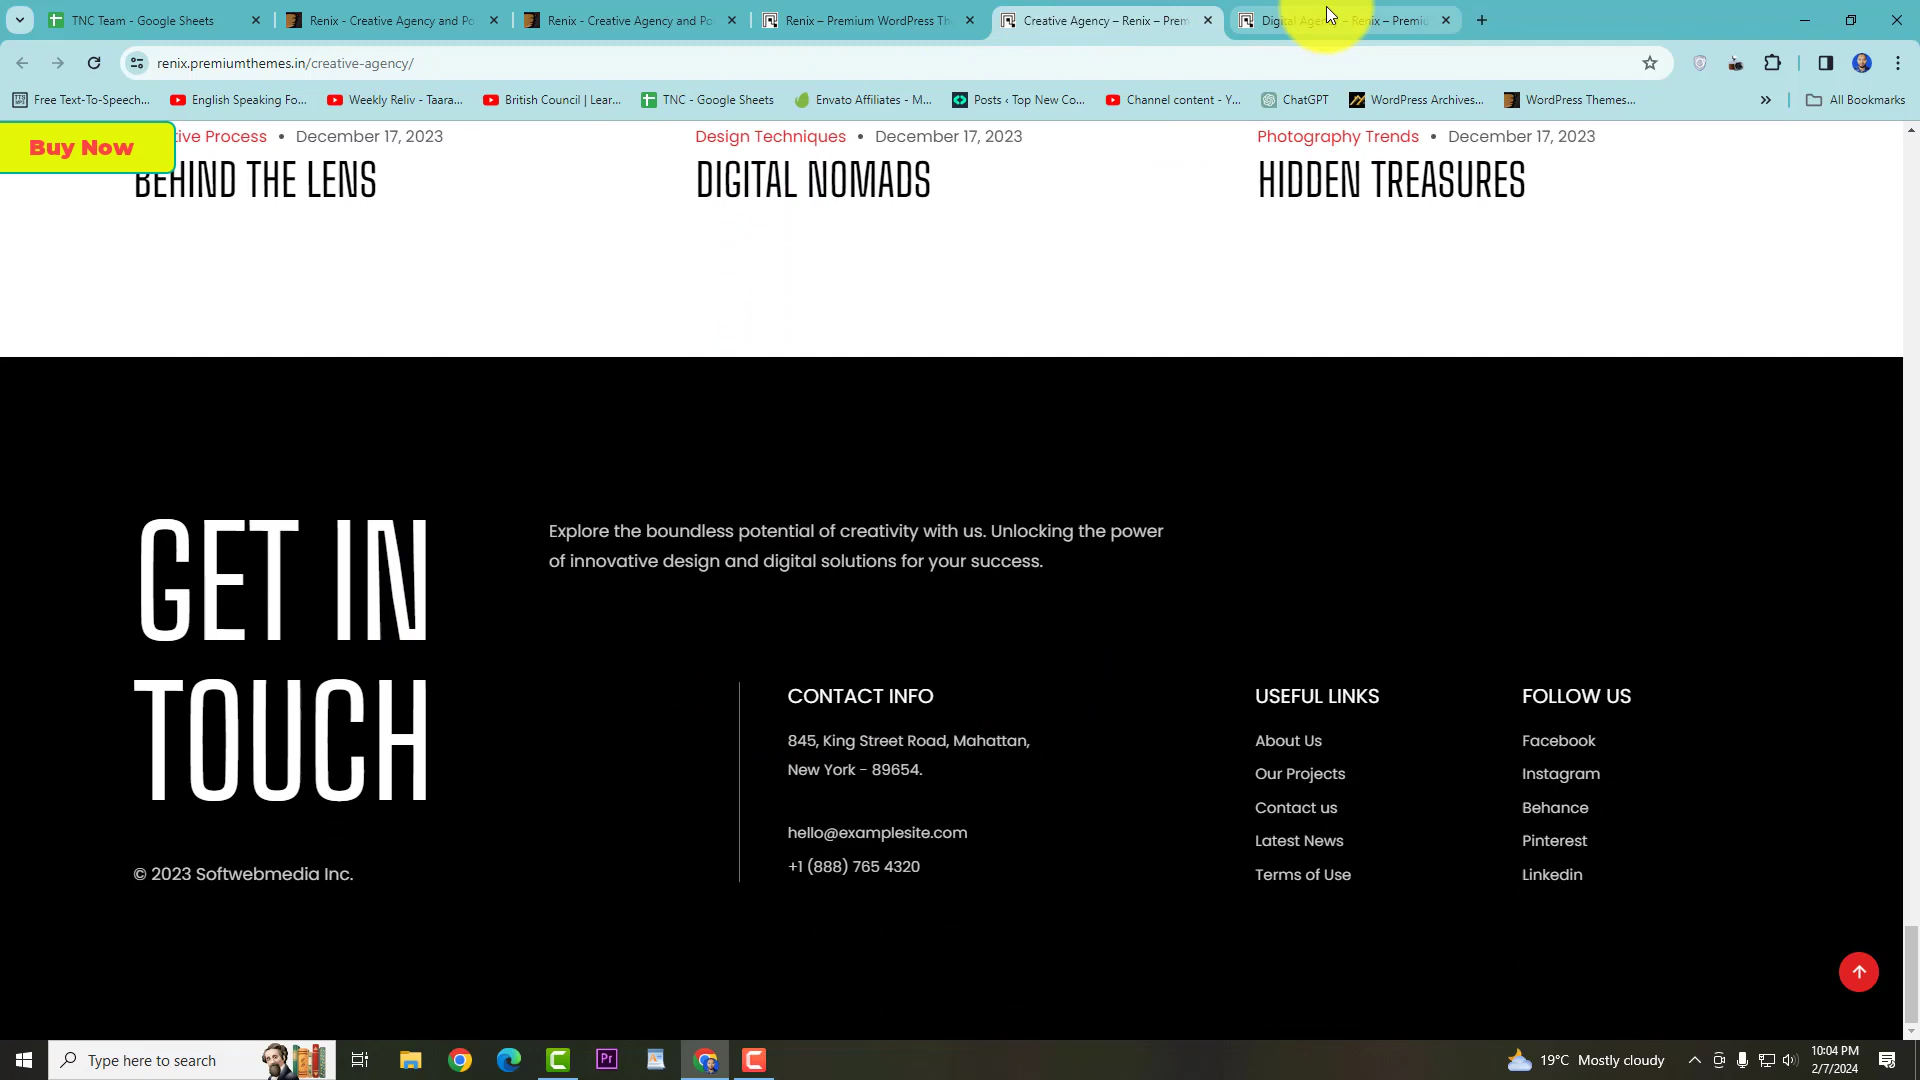 TNC Team - Google Sheets
Renix - Creative Agency and Po
Renix - Creative Agency and Po
Renix – Premium WordPress Th
Creative Agency – Renix – Prem
Digital Agen – Renix – Premiu
renix.premiumthemes.in/creative-agency/
Free Text-To-Speech...
English Speaking Fo...
Weekly Reliv - Taara...
British Council | Lear...
TNC - Google Sheets
Envato Affiliates - M...
Posts ‹ Top New Co...
Channel content - Y...
ChatGPT
WordPress Archives...
WordPress Themes...
All Bookmarks
Buy Now
tive Process • December 17, 2023
BEHIND THE LENS
Design Techniques • December 17, 2023
DIGITAL NOMADS
Photography Trends • December 17, 2023
HIDDEN TREASURES
GET IN
TOUCH
Explore the boundless potential of creativity with us. Unlocking the power
of innovative design and digital solutions for your success.
CONTACT INFO
845, King Street Road, Mahattan,
New York - 89654.
hello@examplesite.com
+1 (888) 765 4320
USEFUL LINKS
About Us
Our Projects
Contact us
Latest News
Terms of Use
FOLLOW US
Facebook
Instagram
Behance
Pinterest
Linkedin
© 2023 Softwebmedia Inc.
Type here to search
19°C Mostly cloudy
10:04 PM
2/7/2024